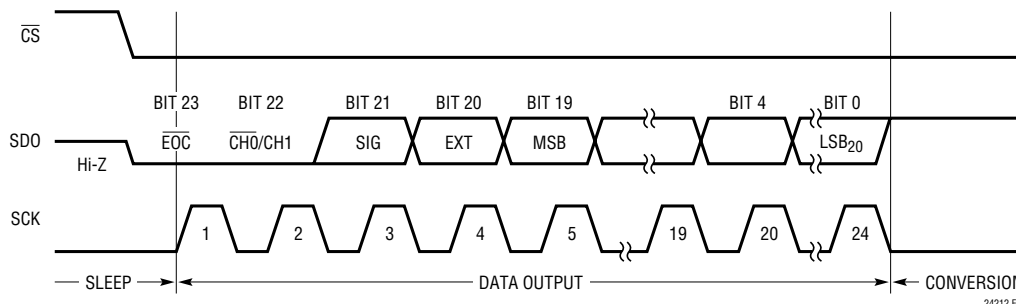 CS
BIT 23 BIT 22 BIT 21 BIT 20 BIT 19 BIT 4 BIT 0
SDO EOC CH0/CH1 SIG EXT MSB LSB20
Hi-Z
SCK 1 2 3 4 5 19 20 24
SLEEP DATA OUTPUT CONVERSION